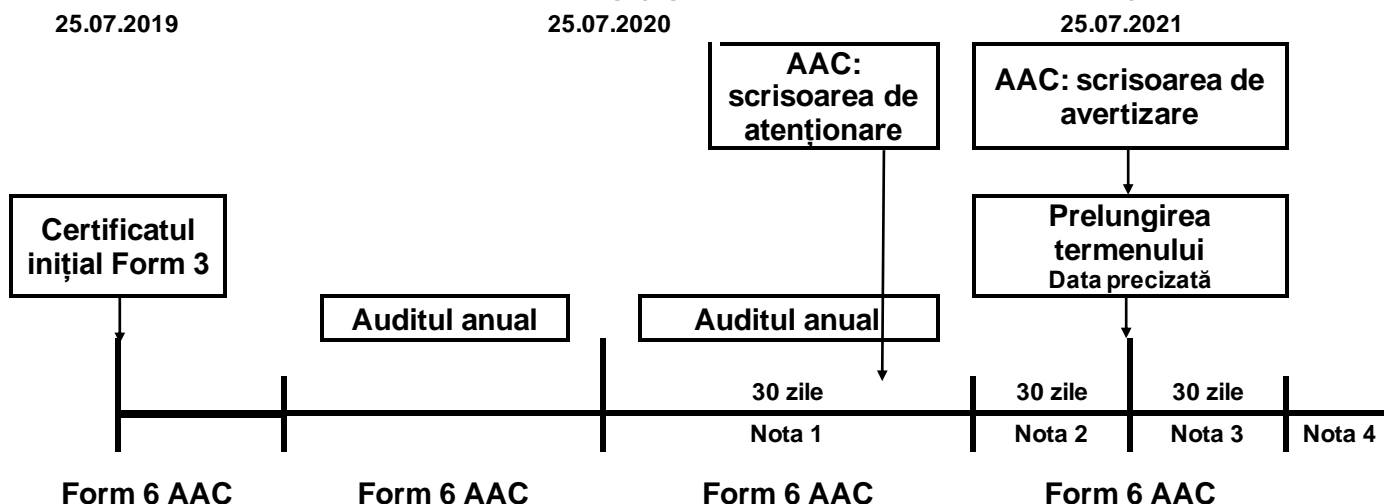 25.07.2019
25.07.2020
25.07.2021
AAC:
scrisoarea de
atenționare
AAC: scrisoarea de
avertizare
Certificatul
inițial Form 3
Prelungirea
termenului
Data precizată
Auditul anual
Auditul anual
30 zile
30 zile
30 zile
Nota 1
Nota 2
Nota 3
Nota 4
Form 6 AAC
Form 6 AAC
Form 6 AAC
Form 6 AAC